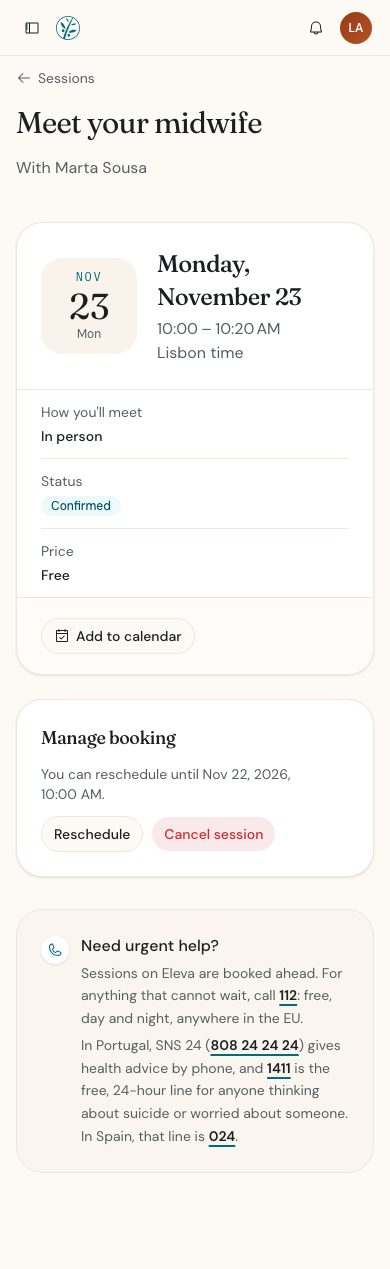 LA
Sessions
Meet your midwife
With Marta Sousa
NOV
23
Mon
Monday,
November 23
10:00 – 10:20 AM
Lisbon time
How you'll meet
In person
Status
Confirmed
Price
Free
Add to calendar
Manage booking
You can reschedule until Nov 22, 2026,
10:00 AM.
Reschedule
Cancel session
Need urgent help?
Sessions on Eleva are booked ahead. For
anything that cannot wait, call 112: free,
day and night, anywhere in the EU.
In Portugal, SNS 24 (808 24 24 24) gives
health advice by phone, and 1411 is the
free, 24-hour line for anyone thinking
about suicide or worried about someone.
In Spain, that line is 024.